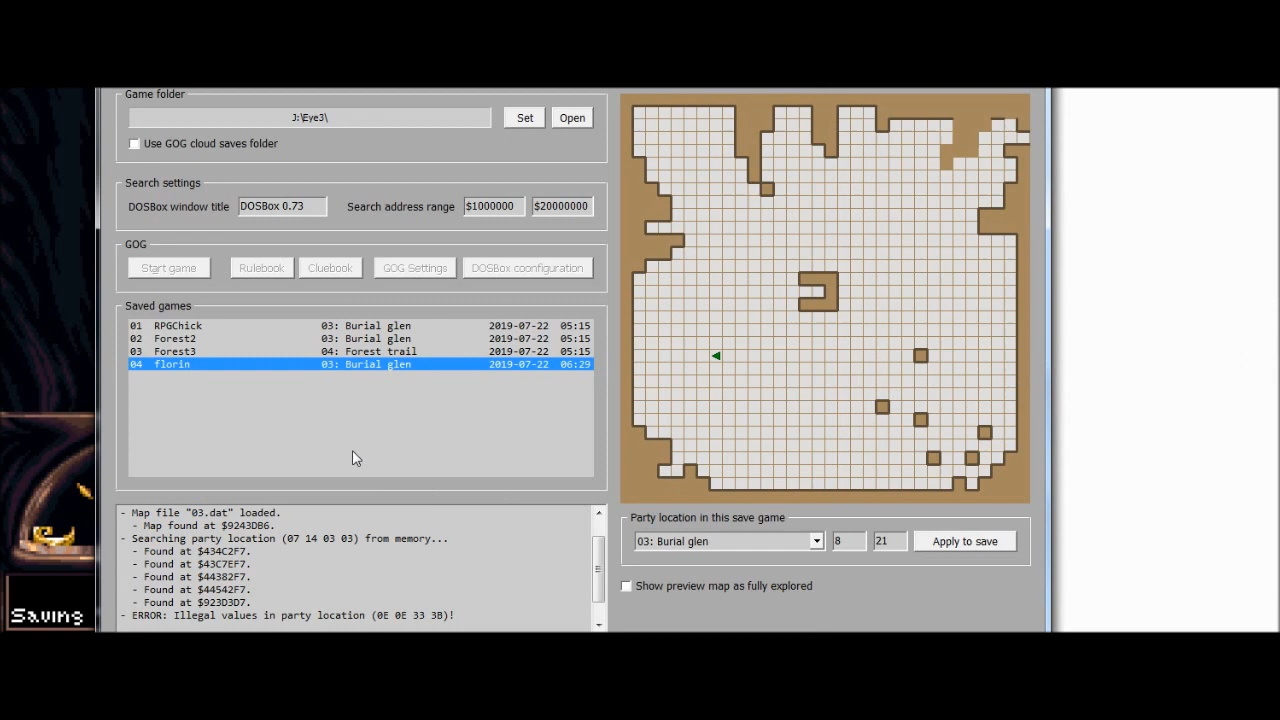 Game folder
J:\Eye3\
Set
Open
Use GOG cloud saves folder
Search settings
DOSBox window title
DOSBox 0.73
Search address range
$1000000
$20000000
GOG
Start game
Rulebook
Cluebook
GOG Settings
DOSBox coonfiguration
Saved games
01 RPGChick 03: Burial glen 2019-07-22 05:15
02 Forest2 03: Burial glen 2019-07-22 05:15
03 Forest3 04: Forest trail 2019-07-22 05:15
04 florin 03: Burial glen 2019-07-22 06:29
- Map file "03.dat" loaded.
- Map found at $9243DB6.
- Searching party location (07 14 03 03) from memory...
- Found at $434C2F7.
- Found at $43C7EF7.
- Found at $44382F7.
- Found at $44542F7.
- Found at $923D3D7.
- ERROR: Illegal values in party location (0E 0E 33 3B)!
Party location in this save game
03: Burial glen
8
21
Apply to save
Show preview map as fully explored
Saving